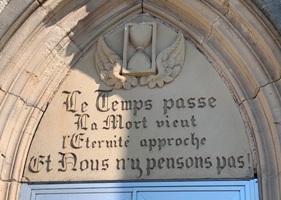 Le Temps passe
La Mort vient
l'Eternité approche
Et Nous n'y pensons pas!